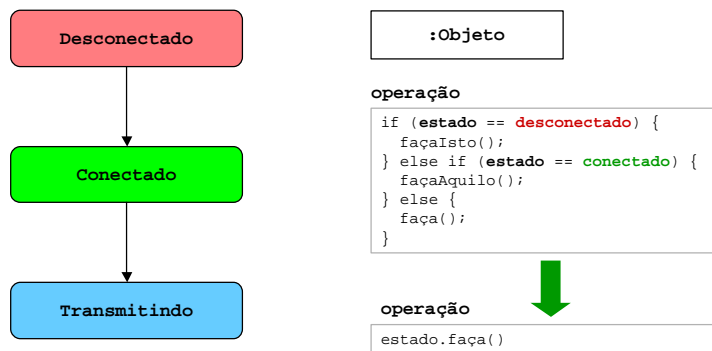 Desconectado
Conectado
Transmitindo
:Objeto
operação
if (estado == desconectado) {
façaIsto();
} else if (estado == conectado) {
façaAquilo();
} else {
faça();
}
operação
estado.faça()